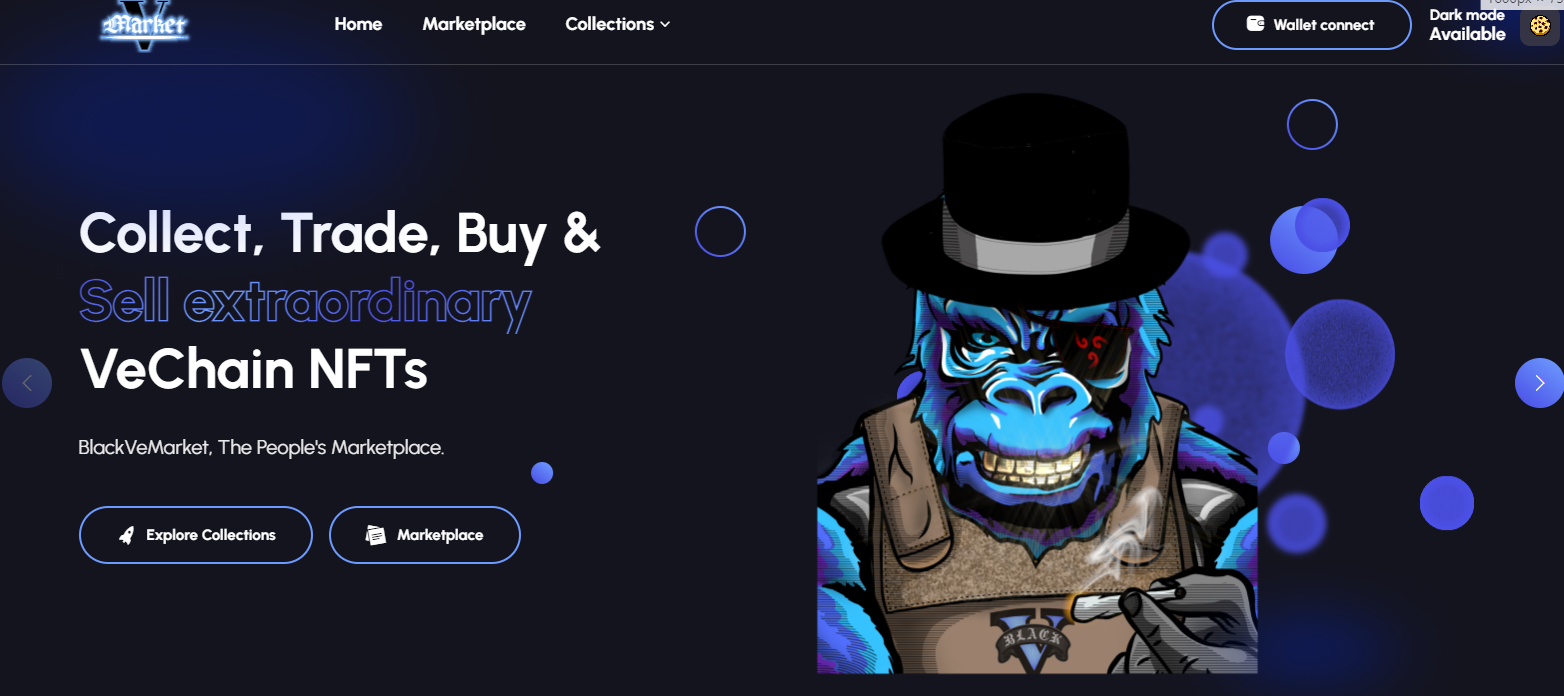 Market
Home
Marketplace
Collections
Wallet connect
Dark mode
Available
Collect, Trade, Buy &
Sell extraordinary
VeChain NFTs
BlackVeMarket, The People's Marketplace.
Explore Collections
Marketplace
V
BLACK